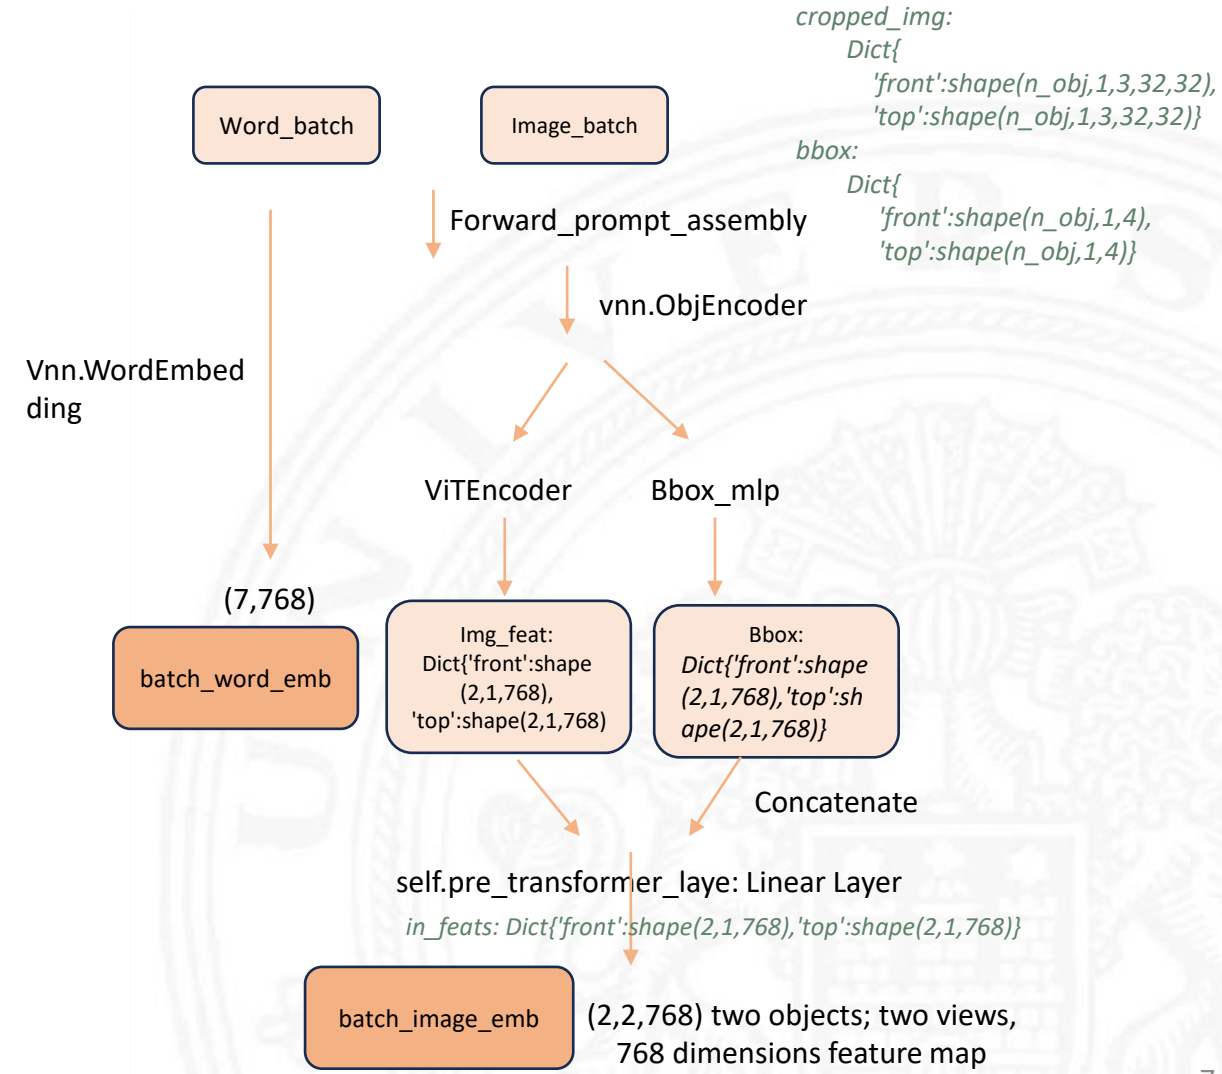 cropped_img:
Dict{
'front':shape(n_obj,1,3,32,32),
'top':shape(n_obj,1,3,32,32)}
bbox:
Dict{
'front':shape(n_obj,1,4),
'top':shape(n_obj,1,4)}
Word_batch
Image_batch
Forward_prompt_assembly
vnn.ObjEncoder
Vnn.WordEmbed
ding
ViTEncoder
Bbox_mlp
(7,768)
batch_word_emb
Img_feat:
Dict{'front':shape
(2,1,768),
'top':shape(2,1,768)
Bbox:
Dict{'front':shape
(2,1,768),'top':sh
ape(2,1,768)}
Concatenate
self.pre_transformer_laye: Linear Layer
in_feats: Dict{'front':shape(2,1,768),'top':shape(2,1,768)}
batch_image_emb
(2,2,768) two objects; two views,
768 dimensions feature map